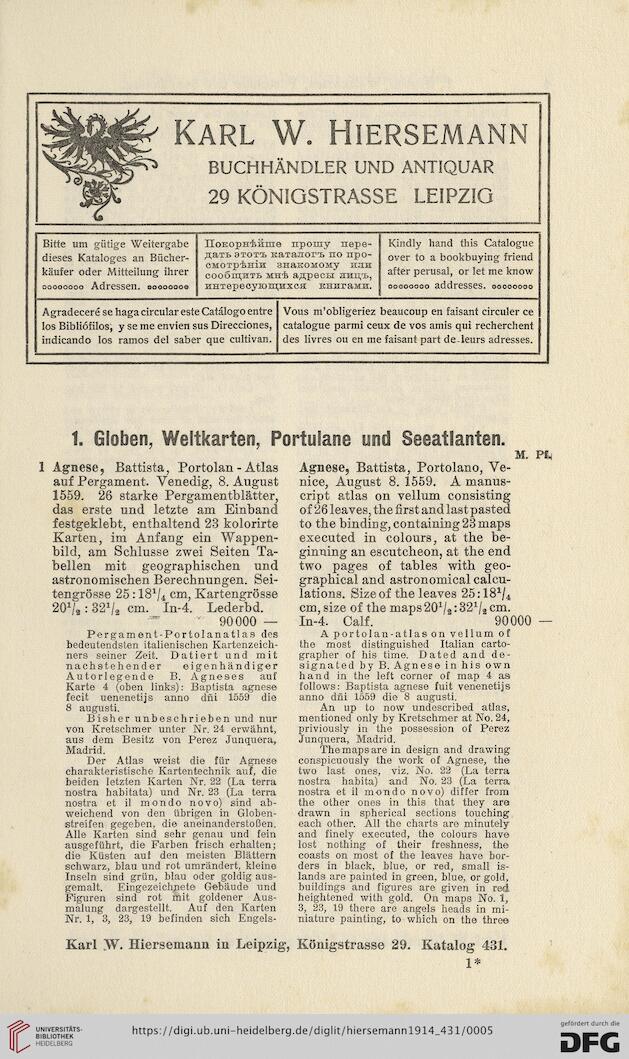 KARL W. HIERSEMANN
BUCHHÄNDLER UND ANTIQUAR
29 KÖNIGSTRASSE LEIPZIG
Bitte um gütige Weitergabe
dieses Kataloges an Bücher-
käufer oder Mitteilung ihrer
oooooooo Adressen. oooooooo
Покорнѣйше прошу пере-
дать этотъ каталогъ по про-
смотрѣніи знакомому или
сообщить мнѣ адресы лицъ,
интересующихся книгами.
Kindly hand this Catalogue
over to a bookbuying friend
after perusal, or let me know
oooooooo addresses. oooooooo
Agradeceré se haga circular este Catálogo entre
los Bibliófilos, y se me envien sus Direcciones,
indicando los ramos del saber que cultivan.
Vous m'obligeriez beaucoup en faisant circuler ce
catalogue parmi ceux de vos amis qui recherchent
des livres ou en me faisant part de leurs adresses.
1. Globen, Weltkarten, Portulane und Seeatlanten.
M. Pf.
1 Agnese, Battista, Portolan-Atlas
auf Pergament. Venedig, 8. August
1559. 26 starke Pergamentblätter,
das erste und letzte am Einband
festgeklebt, enthaltend 23 kolorirte
Karten, im Anfang ein Wappen-
bild, am Schlusse zwei Seiten Ta-
bellen mit geographischen und
astronomischen Berechnungen. Sei-
tengrösse 25 : 18¹/₄ cm, Kartengrösse
20¹/₂ : 32¹/₂ cm. In-4. Lederbd.
90 000 —
Pergament-Portolanatlas des
bedeutendsten italienischen Kartenzeich-
ners seiner Zeit. Datiert und mit
nachstehender eigenhändiger
Autorlegende B. Agneses auf
Karte 4 (oben links): Baptista agnese
fecit uenenetijs anno dñi 1559 die
8 augusti.
Bisher unbeschrieben und nur
von Kretschmer unter Nr. 24 erwähnt,
aus dem Besitz von Perez Junquera,
Madrid.
Der Atlas weist die für Agnese
charakteristische Kartentechnik auf, die
beiden letzten Karten Nr. 22 (La terra
nostra habitata) und Nr. 23 (La terra
nostra et il mondo novo) sind ab-
weichend von den übrigen in Globen-
streifen gegeben, die aneinanderstoßen.
Alle Karten sind sehr genau und fein
ausgeführt, die Farben frisch erhalten;
die Küsten auf den meisten Blättern
schwarz, blau und rot umrändert, kleine
Inseln sind grün, blau oder goldig aus-
gemalt. Eingezeichnete Gebäude und
Figuren sind rot mit goldener Aus-
malung dargestellt. Auf den Karten
Nr. 1, 3, 23, 19 befinden sich Engels-
Agnese, Battista, Portolano, Ve-
nice, August 8. 1559. A manus-
cript atlas on vellum consisting
of 26 leaves, the first and last pasted
to the binding, containing 23 maps
executed in colours, at the be-
ginning an escutcheon, at the end
two pages of tables with geo-
graphical and astronomical calcu-
lations. Size of the leaves 25 : 18¹/₄
cm, size of the maps 20¹/₂ : 32¹/₂ cm.
In-4. Calf. 90 000 —
A portolan-atlas on vellum of
the most distinguished Italian carto-
grapher of his time. Dated and de-
signated by B. Agnese in his own
hand in the left corner of map 4 as
follows: Baptista agnese fuit venenetijs
anno dñi 1559 die 8 augusti.
An up to now undescribed atlas,
mentioned only by Kretschmer at No. 24,
priviously in the possession of Perez
Junquera, Madrid.
The maps are in design and drawing
conspicuously the work of Agnese, the
two last ones, viz. No. 22 (La terra
nostra habita) and No. 23 (La terra
nostra et il mondo novo) differ from
the other ones in this that they are
drawn in spherical sections touching
each other. All the charts are minutely
and finely executed, the colours have
lost nothing of their freshness, the
coasts on most of the leaves have bor-
ders in black, blue, or red, small is-
lands are painted in green, blue, or gold,
buildings and figures are given in red
heightened with gold. On maps No. 1,
3, 23, 19 there are angels heads in mi-
niature painting, to which on the three
Karl W. Hiersemann in Leipzig, Königstrasse 29. Katalog 431.
1*
UNIVERSITÄTS-
BIBLIOTHEK
HEIDELBERG
https://digi.ub.uni-heidelberg.de/diglit/hiersemann1914_431/0005
gefördert durch die
DFG